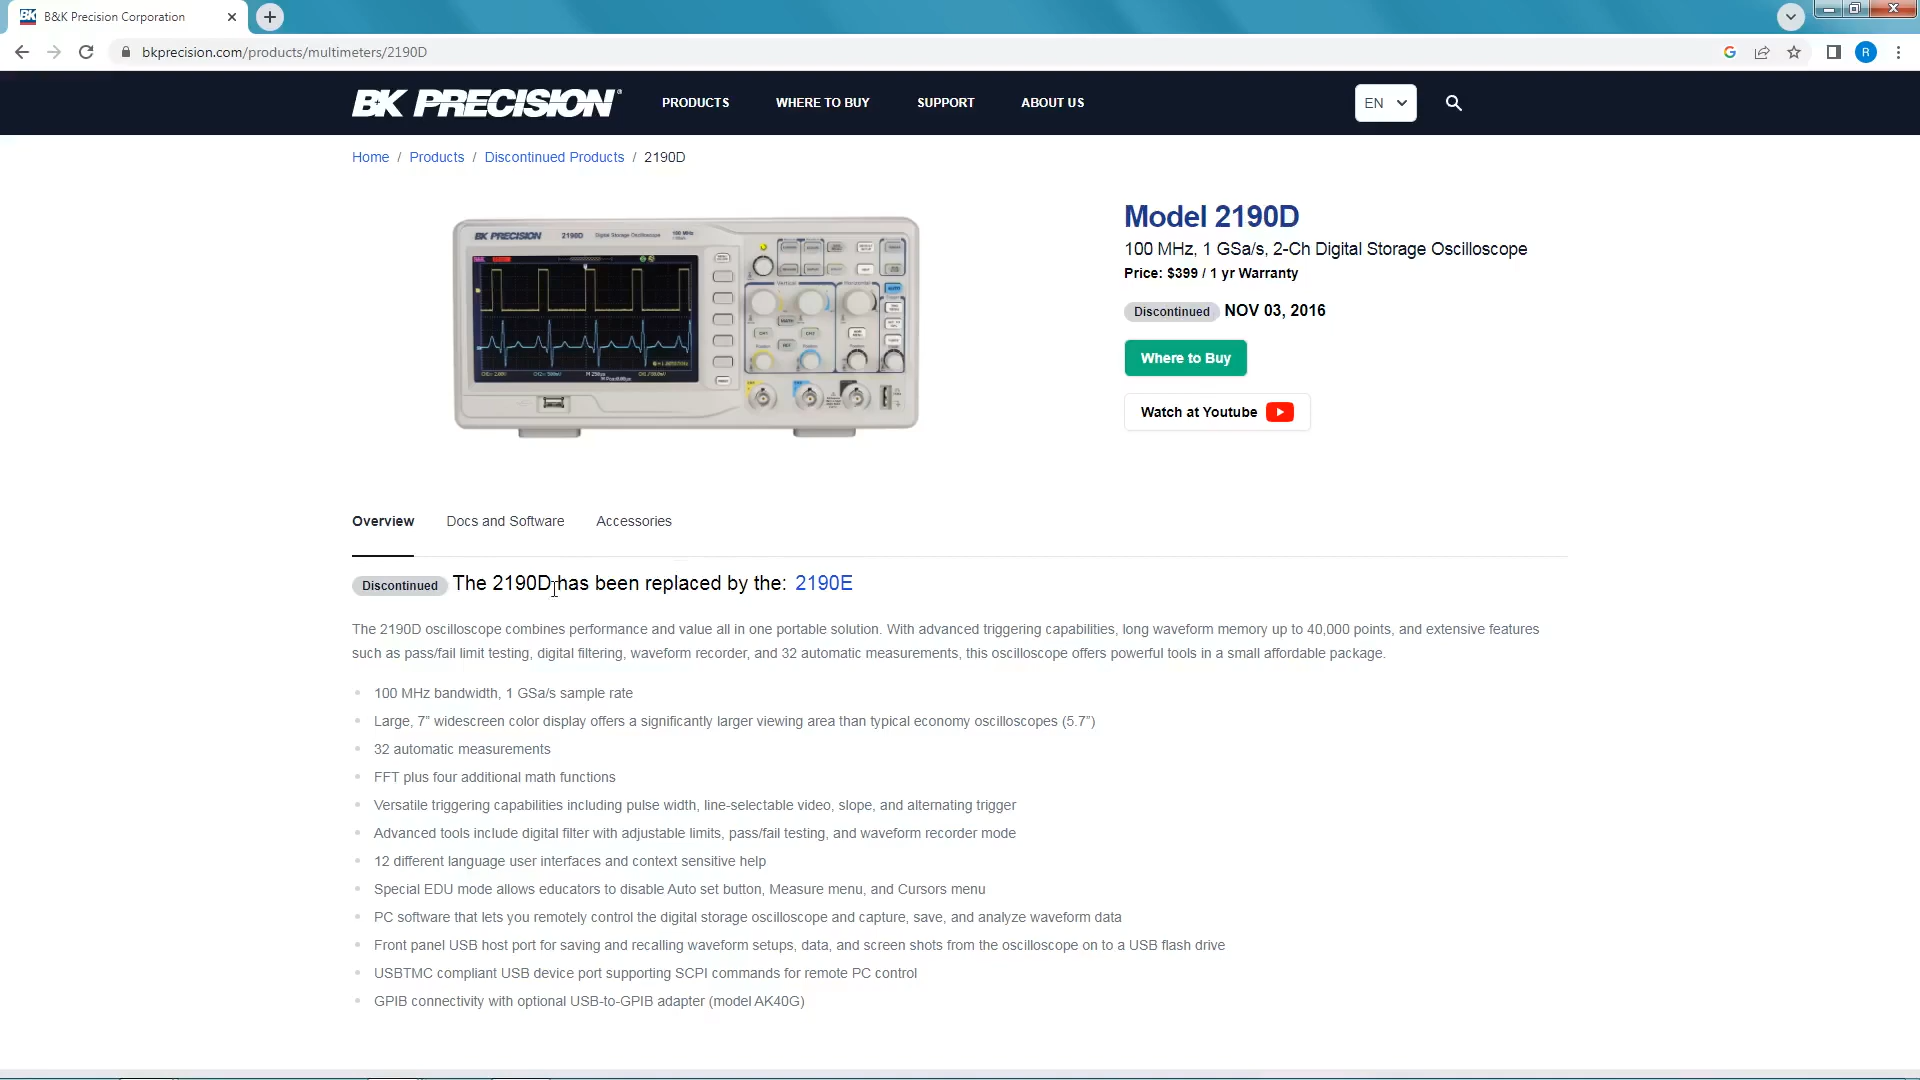 B&K Precision Corporation
bkprecision.com/products/multimeters/2190D
R
BK PRECISION
PRODUCTS
WHERE TO BUY
SUPPORT
ABOUT US
EN
Home / Products / Discontinued Products / 2190D
BK PRECISION 2190D Digital Storage Oscilloscope 100 MHz
Vertical
Horizontal
Model 2190D
100 MHz, 1 GSa/s, 2-Ch Digital Storage Oscilloscope
Price: $399 / 1 yr Warranty
Discontinued NOV 03, 2016
Where to Buy
Watch at Youtube
Overview
Docs and Software
Accessories
Discontinued The 2190D has been replaced by the: 2190E
The 2190D oscilloscope combines performance and value all in one portable solution. With advanced triggering capabilities, long waveform memory up to 40,000 points, and extensive features
such as pass/fail limit testing, digital filtering, waveform recorder, and 32 automatic measurements, this oscilloscope offers powerful tools in a small affordable package.
100 MHz bandwidth, 1 GSa/s sample rate
Large, 7” widescreen color display offers a significantly larger viewing area than typical economy oscilloscopes (5.7”)
32 automatic measurements
FFT plus four additional math functions
Versatile triggering capabilities including pulse width, line-selectable video, slope, and alternating trigger
Advanced tools include digital filter with adjustable limits, pass/fail testing, and waveform recorder mode
12 different language user interfaces and context sensitive help
Special EDU mode allows educators to disable Auto set button, Measure menu, and Cursors menu
PC software that lets you remotely control the digital storage oscilloscope and capture, save, and analyze waveform data
Front panel USB host port for saving and recalling waveform setups, data, and screen shots from the oscilloscope on to a USB flash drive
USBTMC compliant USB device port supporting SCPI commands for remote PC control
GPIB connectivity with optional USB-to-GPIB adapter (model AK40G)